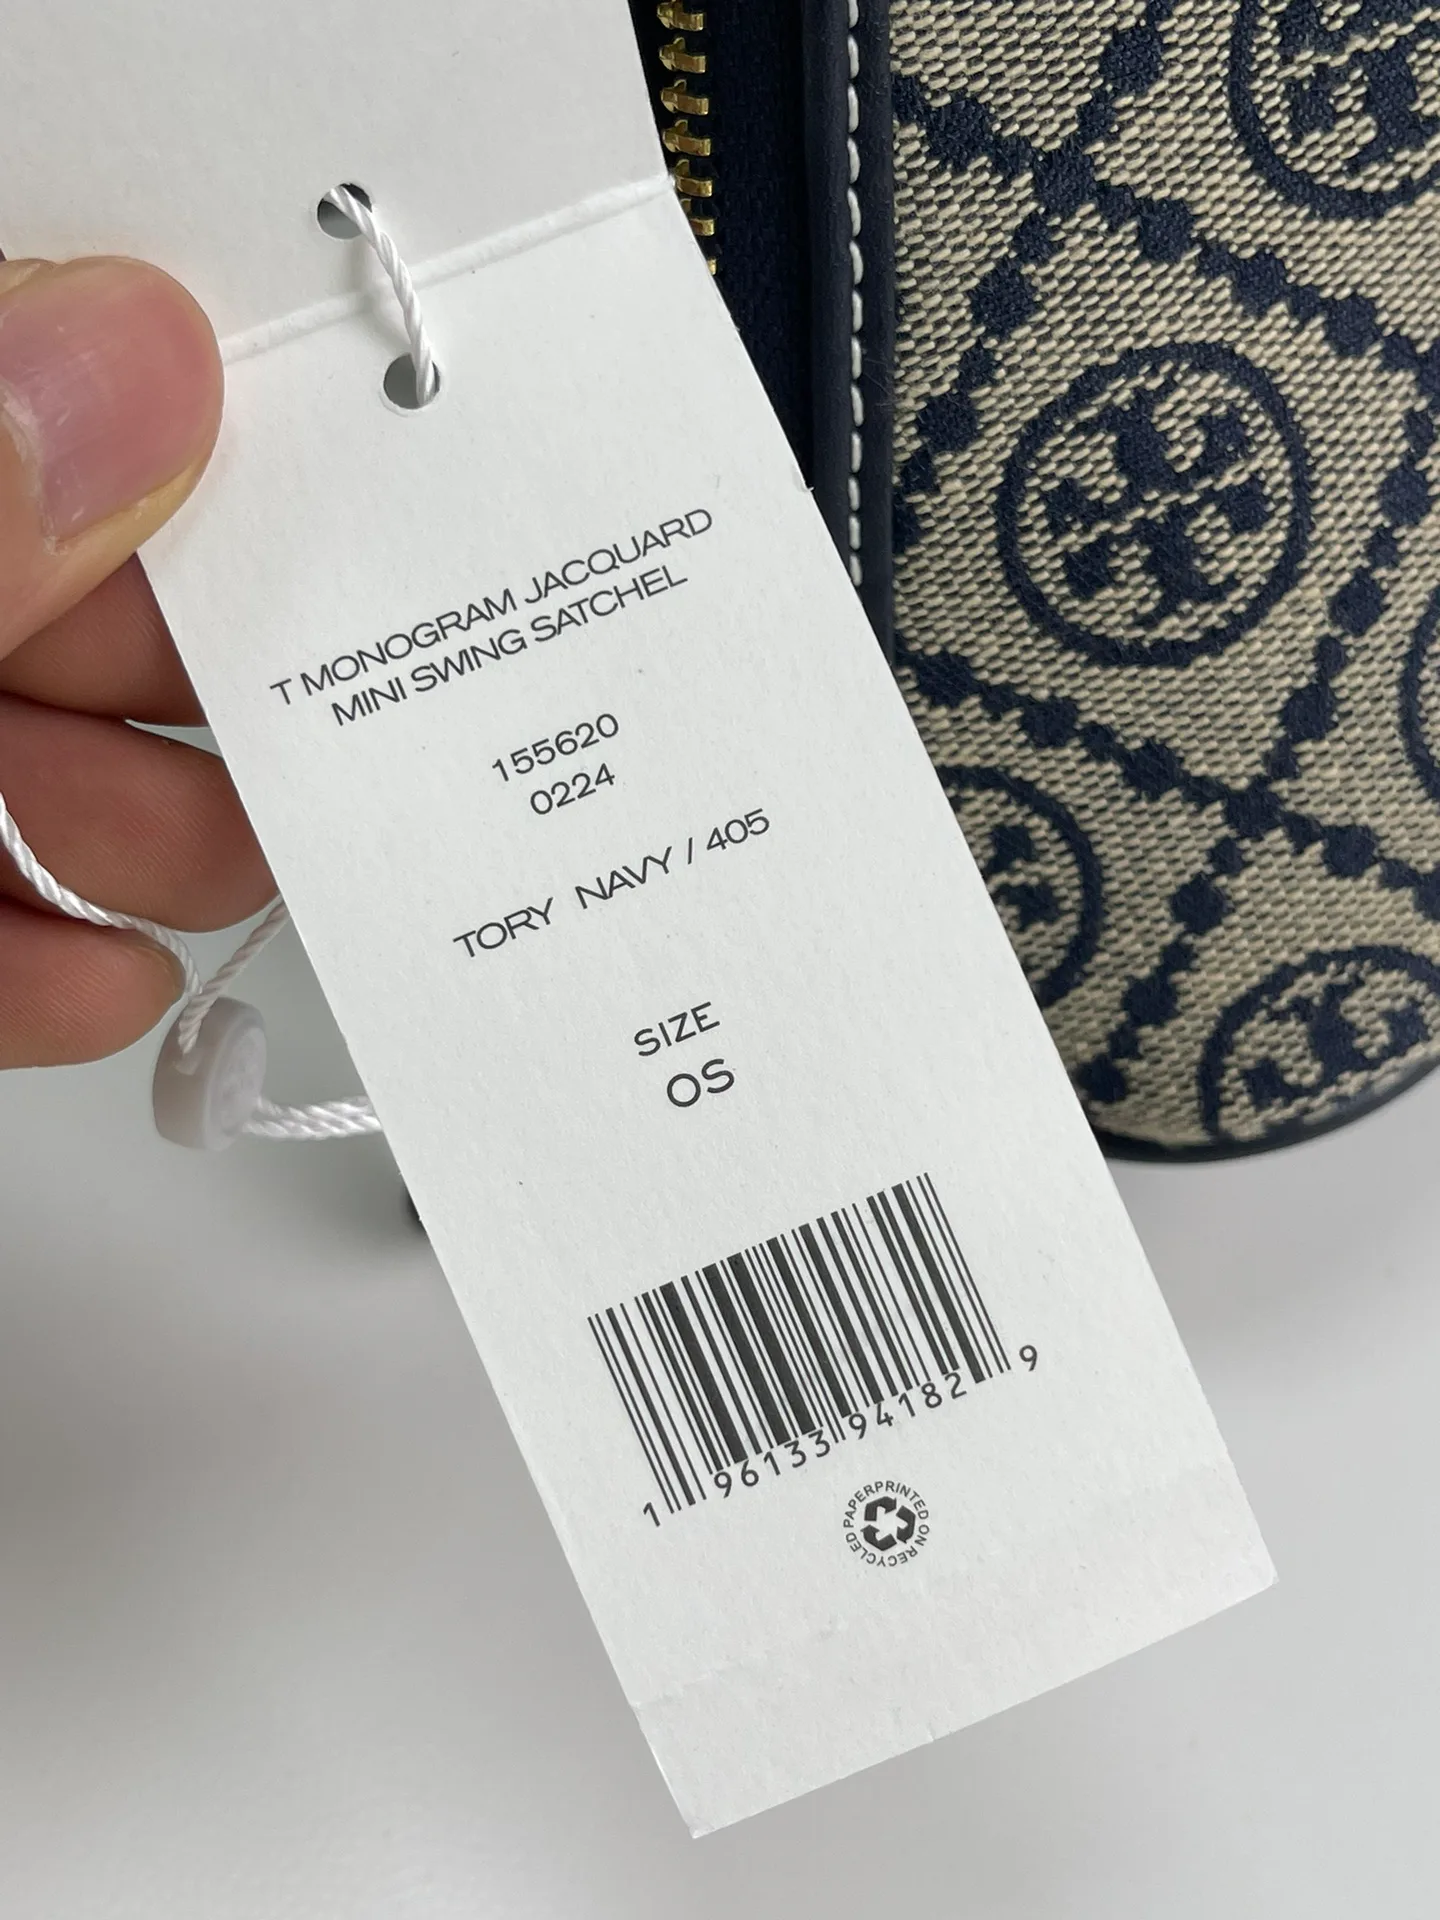 T MONOGRAM JACQUARD
MINI SWING SATCHEL
155620
0224
TORY NAVY / 405
SIZE
OS
1 96133 94182 9
PRINTED ON RECYCLED PAPER